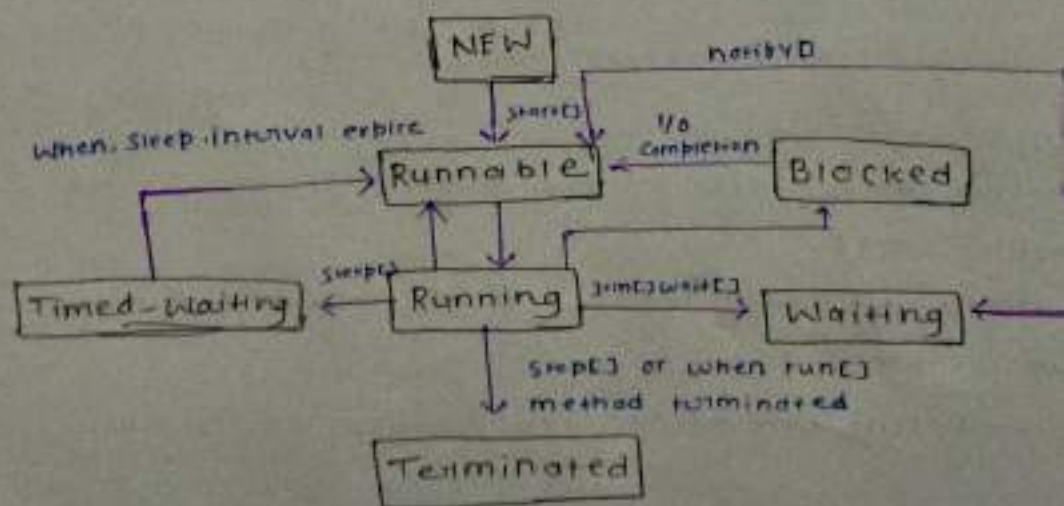 NEW
notify[]
start[]
When, sleep.interval expire
I/O
Completion
Runnable
Blocked
sleep[]
Timed-Waiting
Running
join[] wait[]
Waiting
stop[] or when run[]
method turminated
Terminated